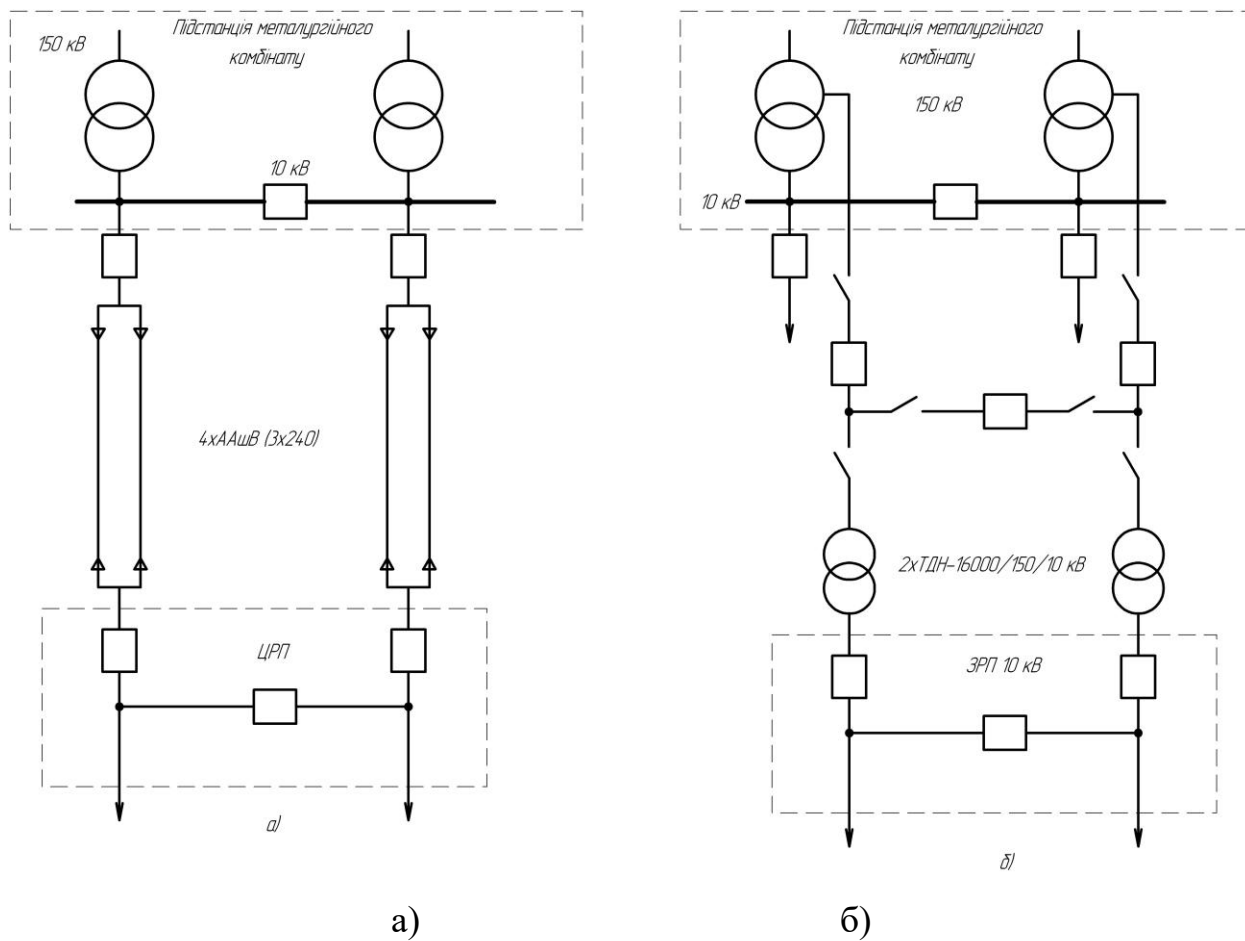 150 кВ
Підстанція металургійного
комбінату
10 кВ
4хААшВ (3х240)
ЦРП
а)
Підстанція металургійного
комбінату
150 кВ
10 кВ
2хТДН-16000/150/10 кВ
ЗРП 10 кВ
б)
а)
б)